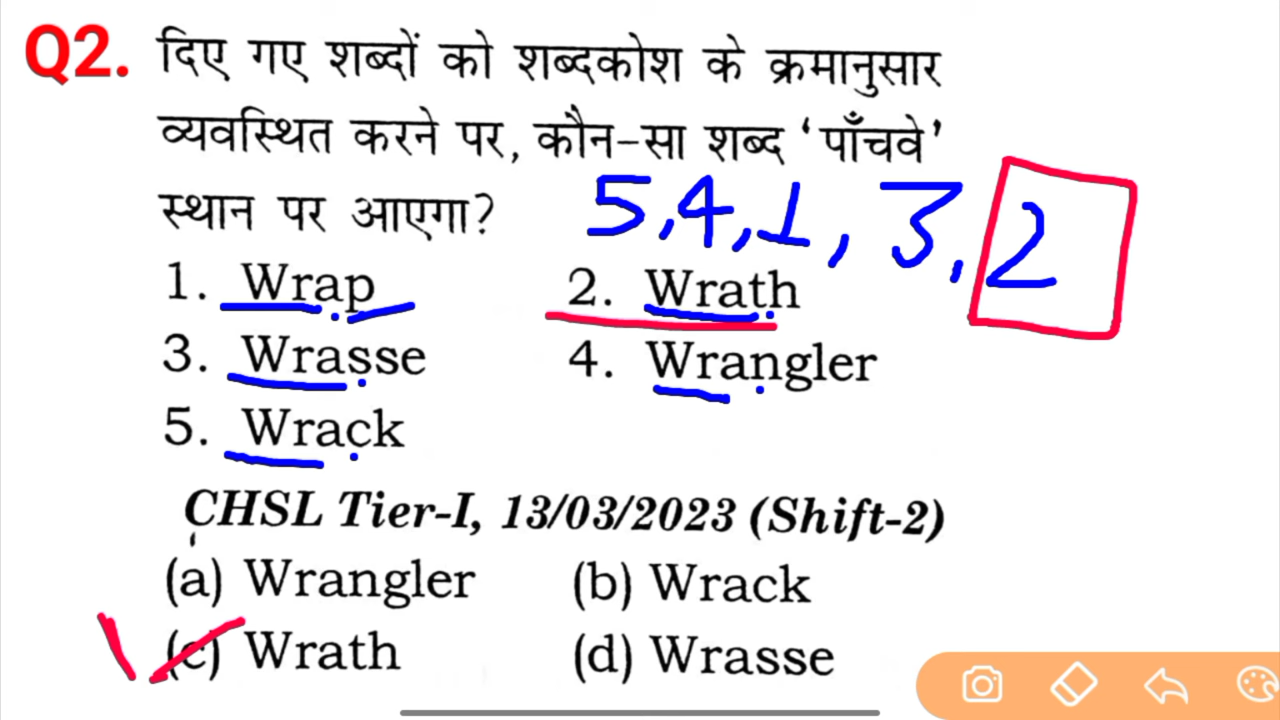 Q2. दिए गए शब्दों को शब्दकोश के क्रमानुसार
व्यवस्थित करने पर, कौन-सा शब्द ‘पाँचवे’
स्थान पर आएगा?
5,4,1,3,2
1. Wrap 2. Wrath
3. Wrasse 4. Wrangler
5. Wrack
CHSL Tier-I, 13/03/2023 (Shift-2)
(a) Wrangler (b) Wrack
(c) Wrath (d) Wrasse